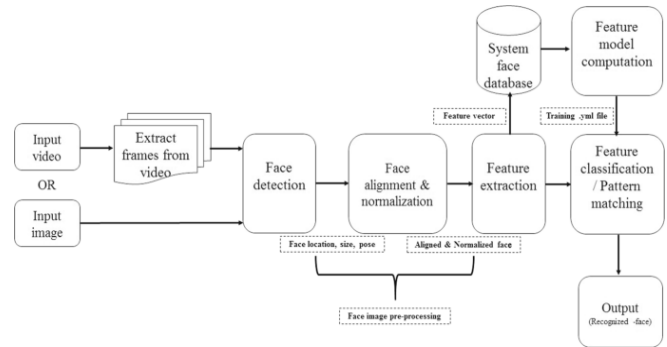 System
face
database
Feature
model
computation
Feature vector
Training .yml file
Input
video
Extract
frames from
video
OR
Input
image
Face
detection
Face
alignment &
normalization
Feature
extraction
Feature
classification
/ Pattern
matching
Face location, size, pose
Aligned & Normalized face
Face image pre-processing
Output
(Recognized -face)